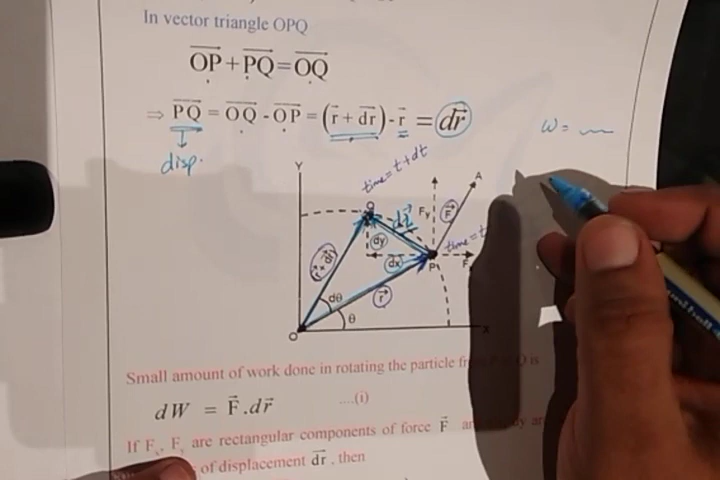 In vector triangle OPQ
OP + PQ = OQ
⇒ PQ = OQ - OP = (r + dr) - r = dr
disp.
w =
time = t + dt
Y
A
Q
dr
Fy
F
dy
time = t
dx
P
F
r
dθ
θ
O
X
Small amount of work done in rotating the particle Q is
dW = F.dr ....(i)
If F , F are rectangular components of force F
of displacement dr , then